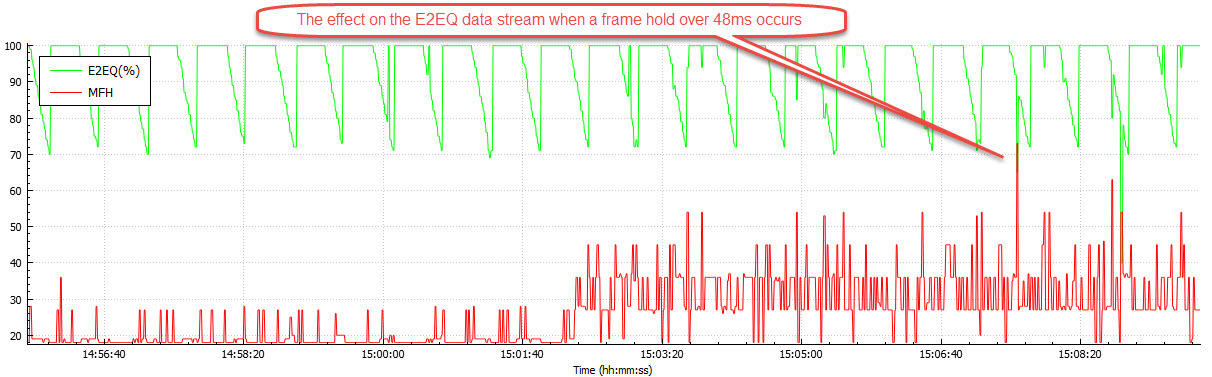 The effect on the E2EQ data stream when a frame hold over 48ms occurs
100
E2EQ(%)
90
MFH
80
70
60
50
40
30
20
14:56:40 14:58:20 15:00:00 15:01:40 15:03:20 15:05:00 15:06:40 15:08:20
Time (hh:mm:ss)